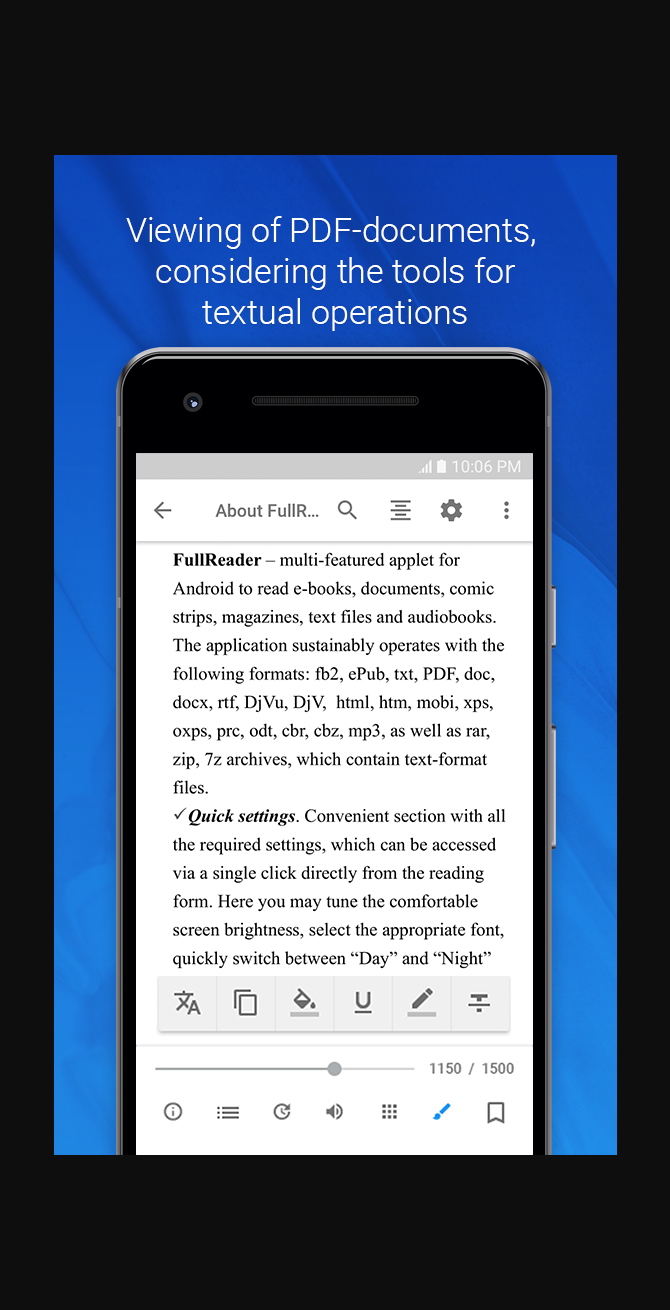 Viewing of PDF-documents,
considering the tools for
textual operations
10:06 PM
About FullR...
FullReader – multi-featured applet for
Android to read e-books, documents, comic
strips, magazines, text files and audiobooks.
The application sustainably operates with the
following formats: fb2, ePub, txt, PDF, doc,
docx, rtf, DjVu, DjV,  html, htm, mobi, xps,
oxps, prc, odt, cbr, cbz, mp3, as well as rar,
zip, 7z archives, which contain text-format
files.
✓Quick settings. Convenient section with all
the required settings, which can be accessed
via a single click directly from the reading
form. Here you may tune the comfortable
screen brightness, select the appropriate font,
quickly switch between “Day” and “Night”
1150 / 1500